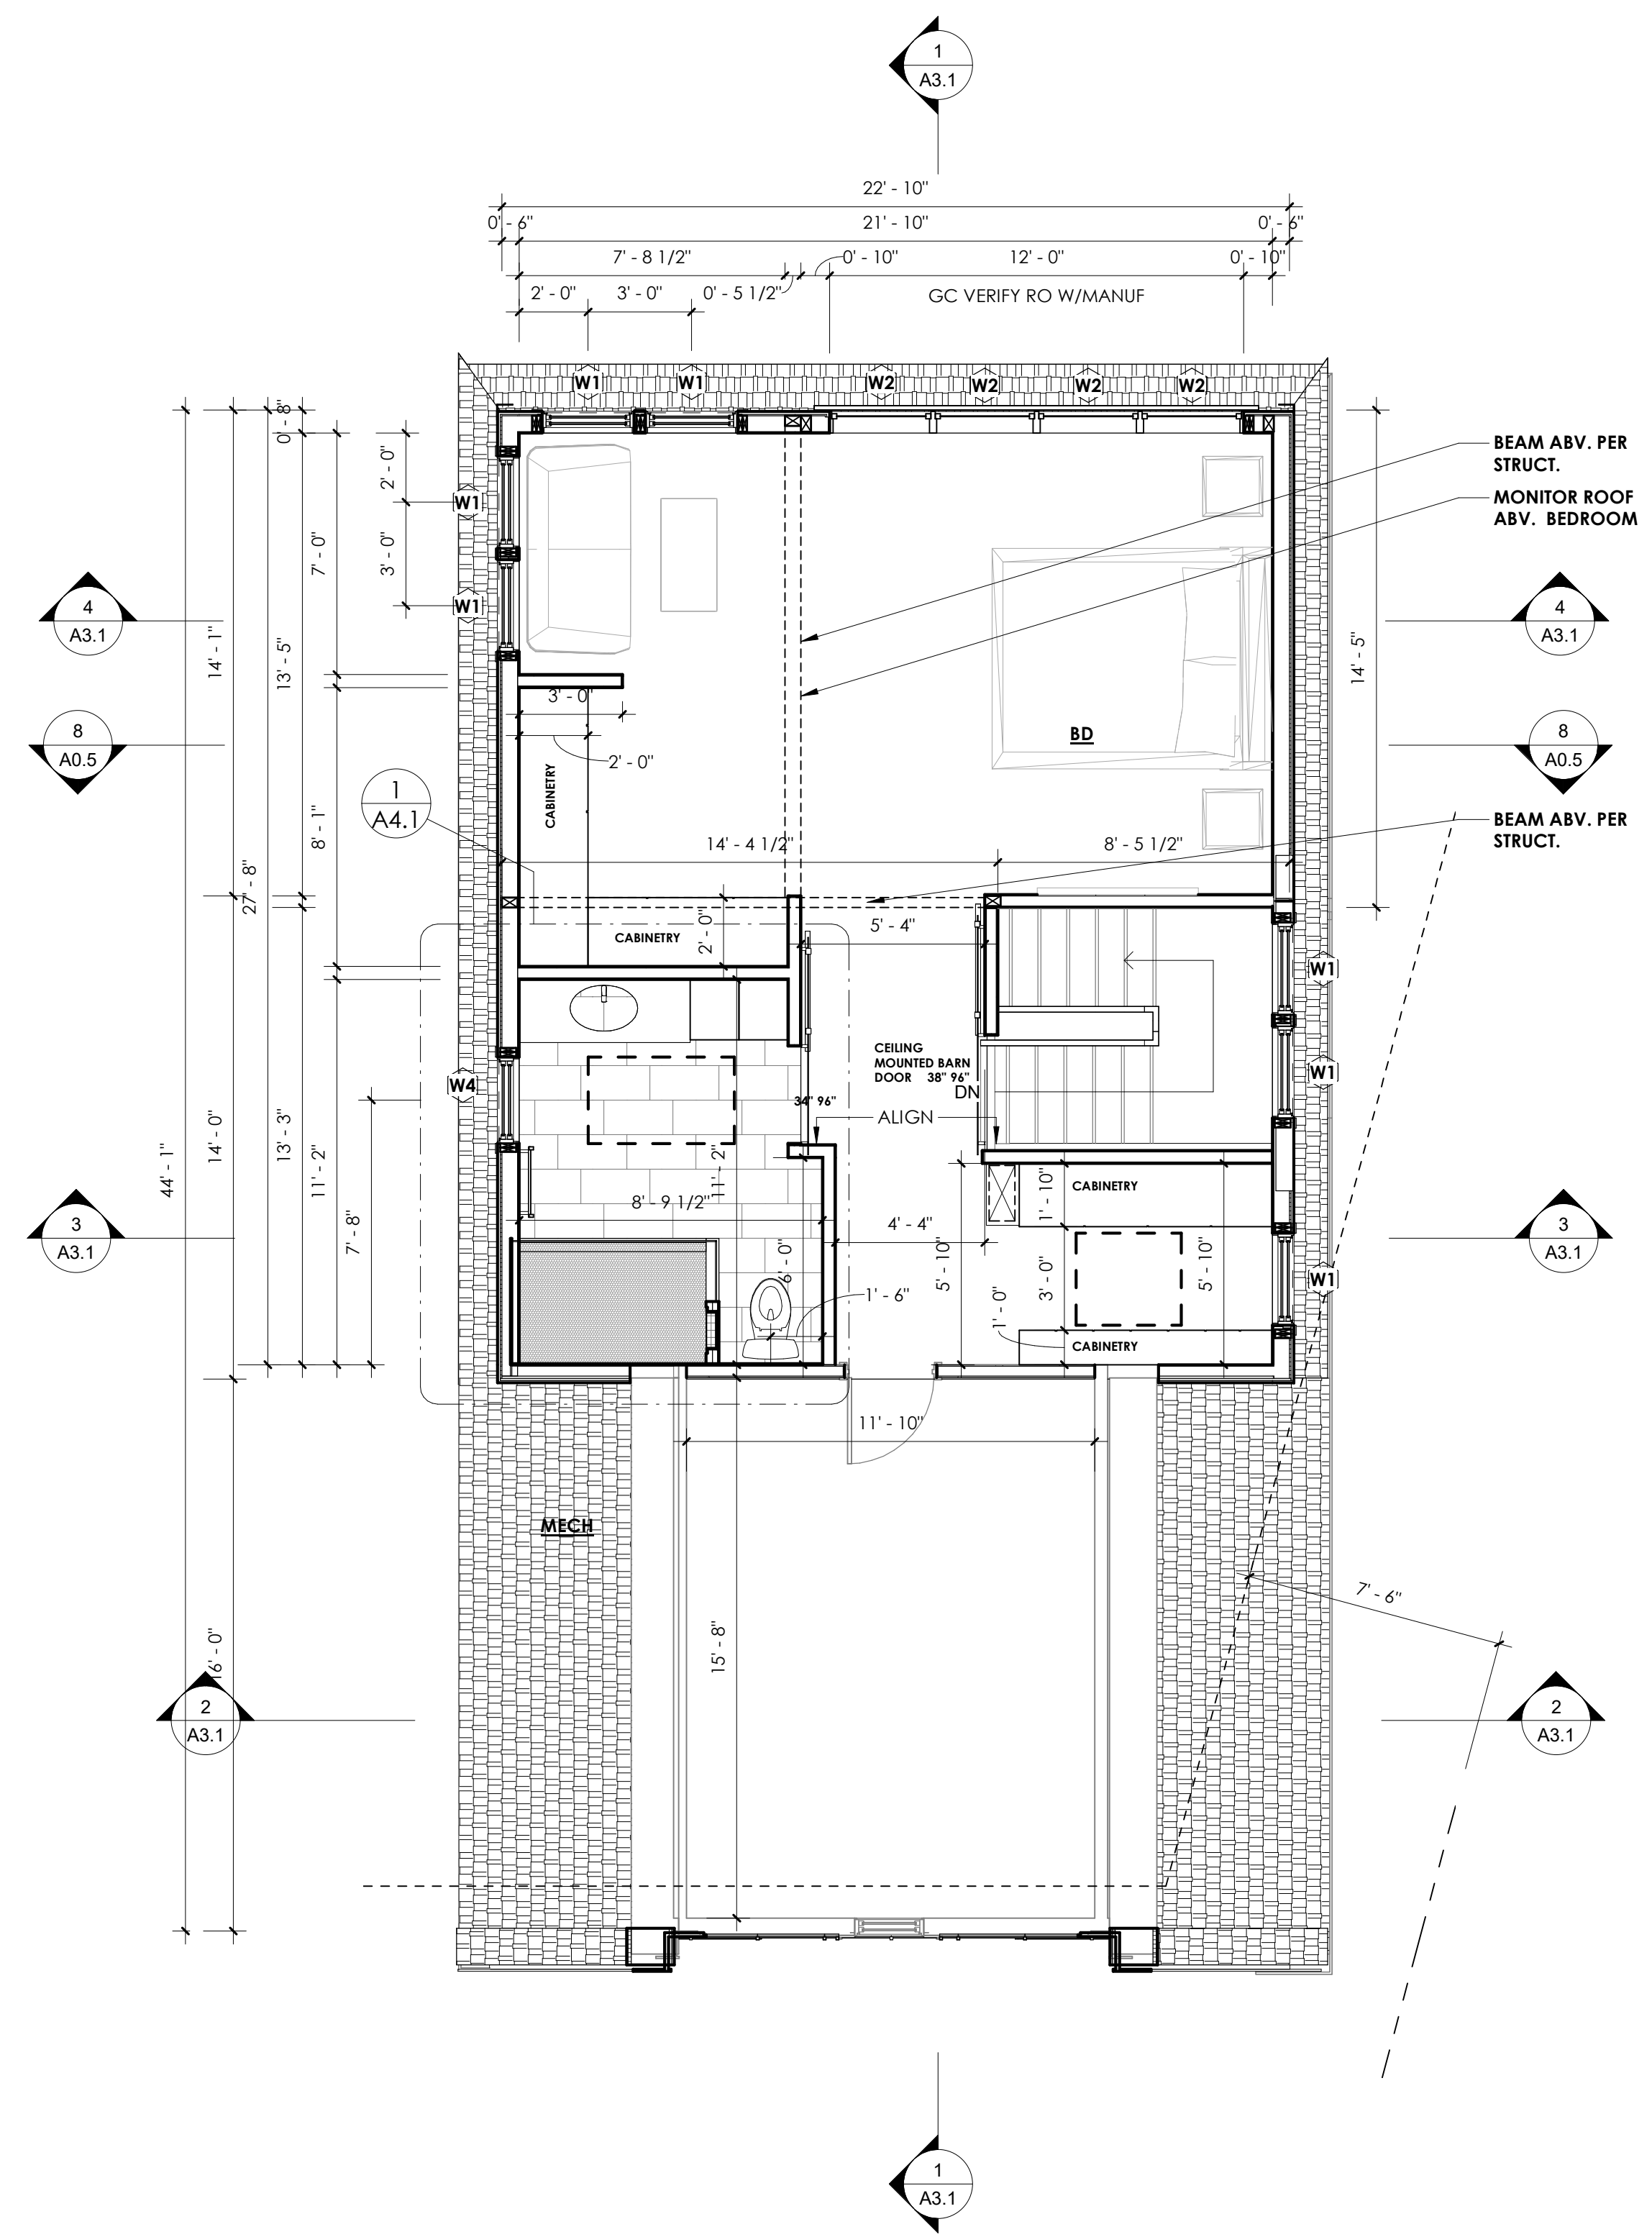 1
A3.1
22' - 10"
0' - 6"
21' - 10"
0' - 6"
7' - 8 1/2"
0' - 10"
12' - 0"
0' - 10"
2' - 0"
3' - 0"
0' - 5 1/2"
GC VERIFY RO W/MANUF
W1
W1
W2
W2
W2
W2
0' - 8"
2' - 0"
3' - 0"
7' - 0"
W1
W1
BEAM ABV. PER
STRUCT.
MONITOR ROOF
ABV. BEDROOM
4
A3.1
4
A3.1
14' - 1"
13' - 5"
14' - 5"
3' - 0"
2' - 0"
BD
8
A0.5
8
A0.5
CABINETRY
1
A4.1
8' - 1"
27' - 8"
14' - 4 1/2"
8' - 5 1/2"
BEAM ABV. PER
STRUCT.
CABINETRY
2' - 0"
5' - 4"
W1
W1
W4
CEILING
MOUNTED BARN
DOOR 38" 96"
DN
34" 96"
ALIGN
44' - 1"
14' - 0"
13' - 3"
11' - 2"
7' - 8"
11' - 2"
8' - 9 1/2"
CABINETRY
1' - 10"
4' - 4"
3
A3.1
3
A3.1
6' - 0"
5' - 10"
3' - 0"
5' - 10"
W1
1' - 6"
1' - 0"
CABINETRY
11' - 10"
MECH
7' - 6"
15' - 8"
16' - 0"
2
A3.1
2
A3.1
1
A3.1